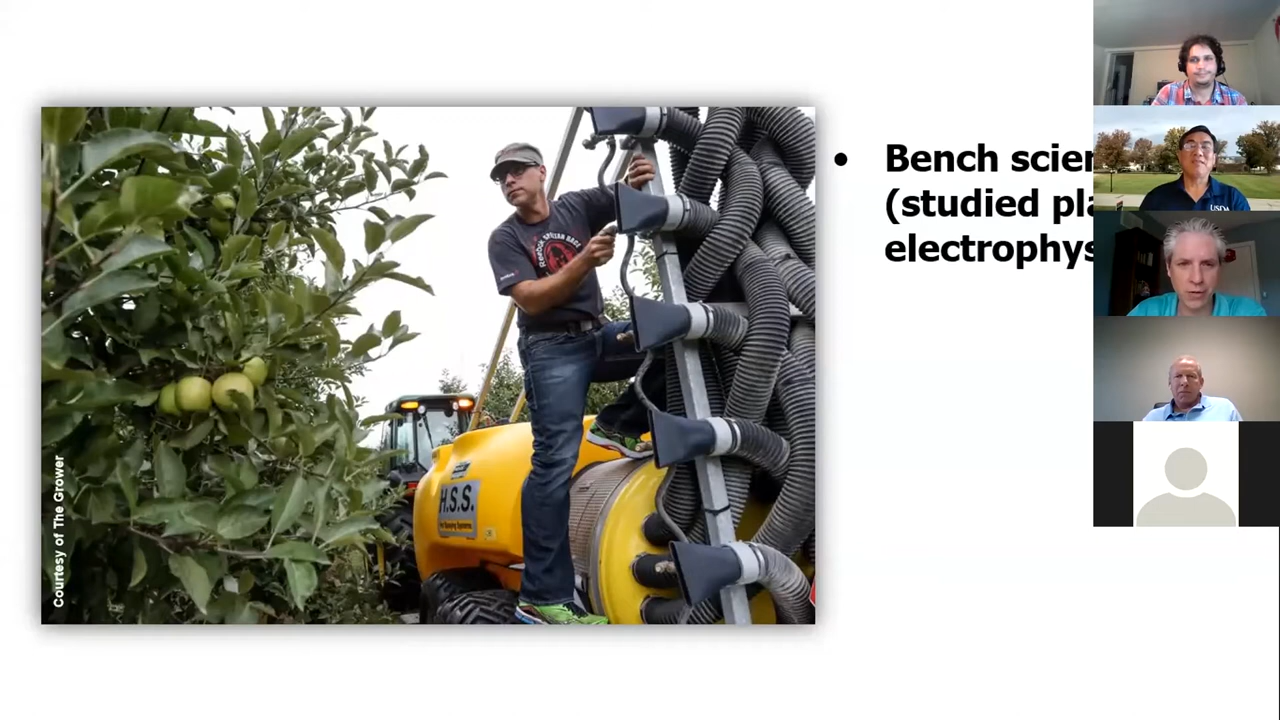 • Bench scien
(studied pla
electrophys
Courtesy of The Grower
H.S.S.
USDA